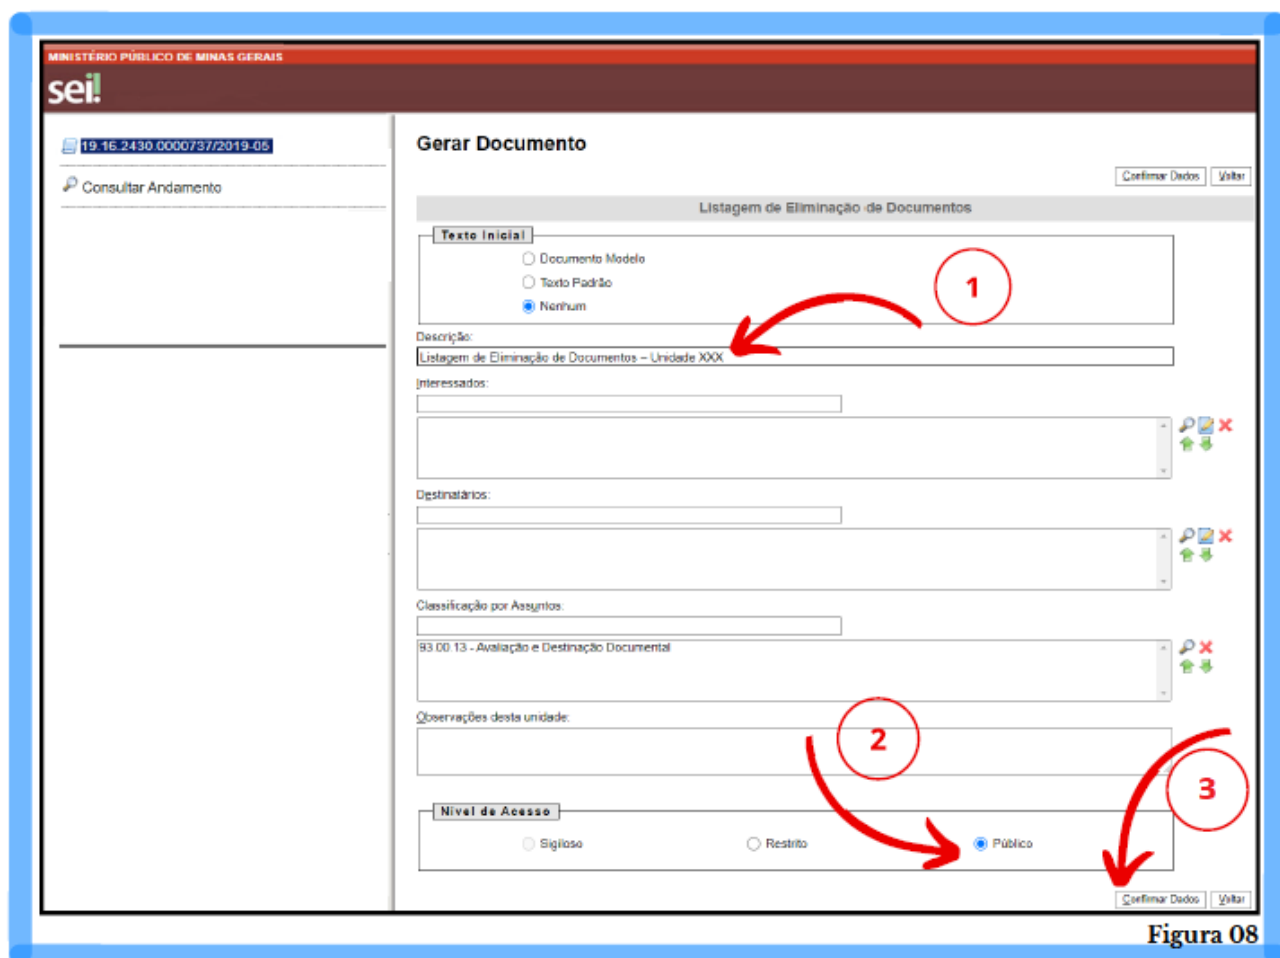 MINISTÉRIO PÚBLICO DE MINAS GERAIS
sei!
19.16.2430.0000737/2019-05
Consultar Andamento
Gerar Documento
Confirmar Dados Voltar
Listagem de Eliminação de Documentos
Texto Inicial
Documento Modelo
Texto Padrão
Nenhum
1
Descrição:
Listagem de Eliminação de Documentos – Unidade XXX
Interessados:
Destinatários:
Classificação por Assuntos:
93.00.13 - Avaliação e Destinação Documental
Observações desta unidade:
2
Nível de Acesso
Sigiloso Restrito Público
3
Confirmar Dados Voltar
Figura 08